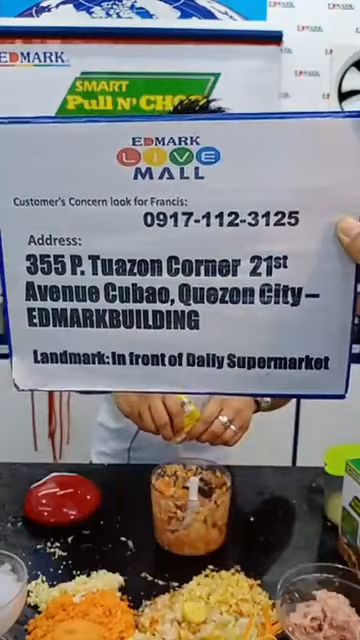 EDMARK
SMART
Pull N' CHO
EDMARK
LIVE
MALL
Customer's Concern look for Francis:
0917-112-3125
Address:
355 P. Tuazon Corner 21st
Avenue Cubao, Quezon City–
EDMARKBUILDING
Landmark: In front of Daily Supermarket